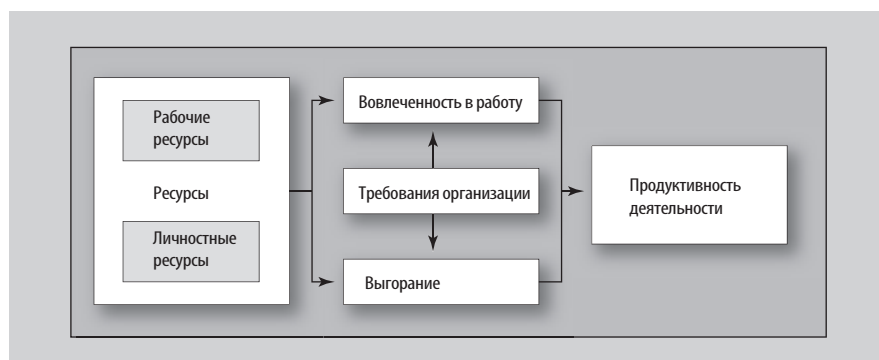 Рабочие
ресурсы
Ресурсы
Личностные
ресурсы
Вовлеченность в работу
Требования организации
Выгорание
Продуктивность
деятельности